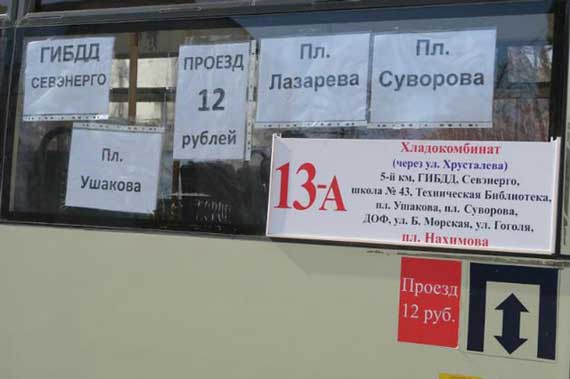 ГИБДД
СЕВЭНЕРГО
ПРОЕЗД
12
рублей
Пл.
Лазарева
Пл.
Суворова
Пл.
Ушакова
13-А
Хладокомбинат
(через ул. Хрусталева)
5-й км, ГИБДД, Севэнерго,
школа № 43, Техническая Библиотека,
пл. Ушакова, пл. Суворова,
ДОФ, ул. Б. Морская, ул. Гоголя,
пл. Нахимова
Проезд
12 руб.